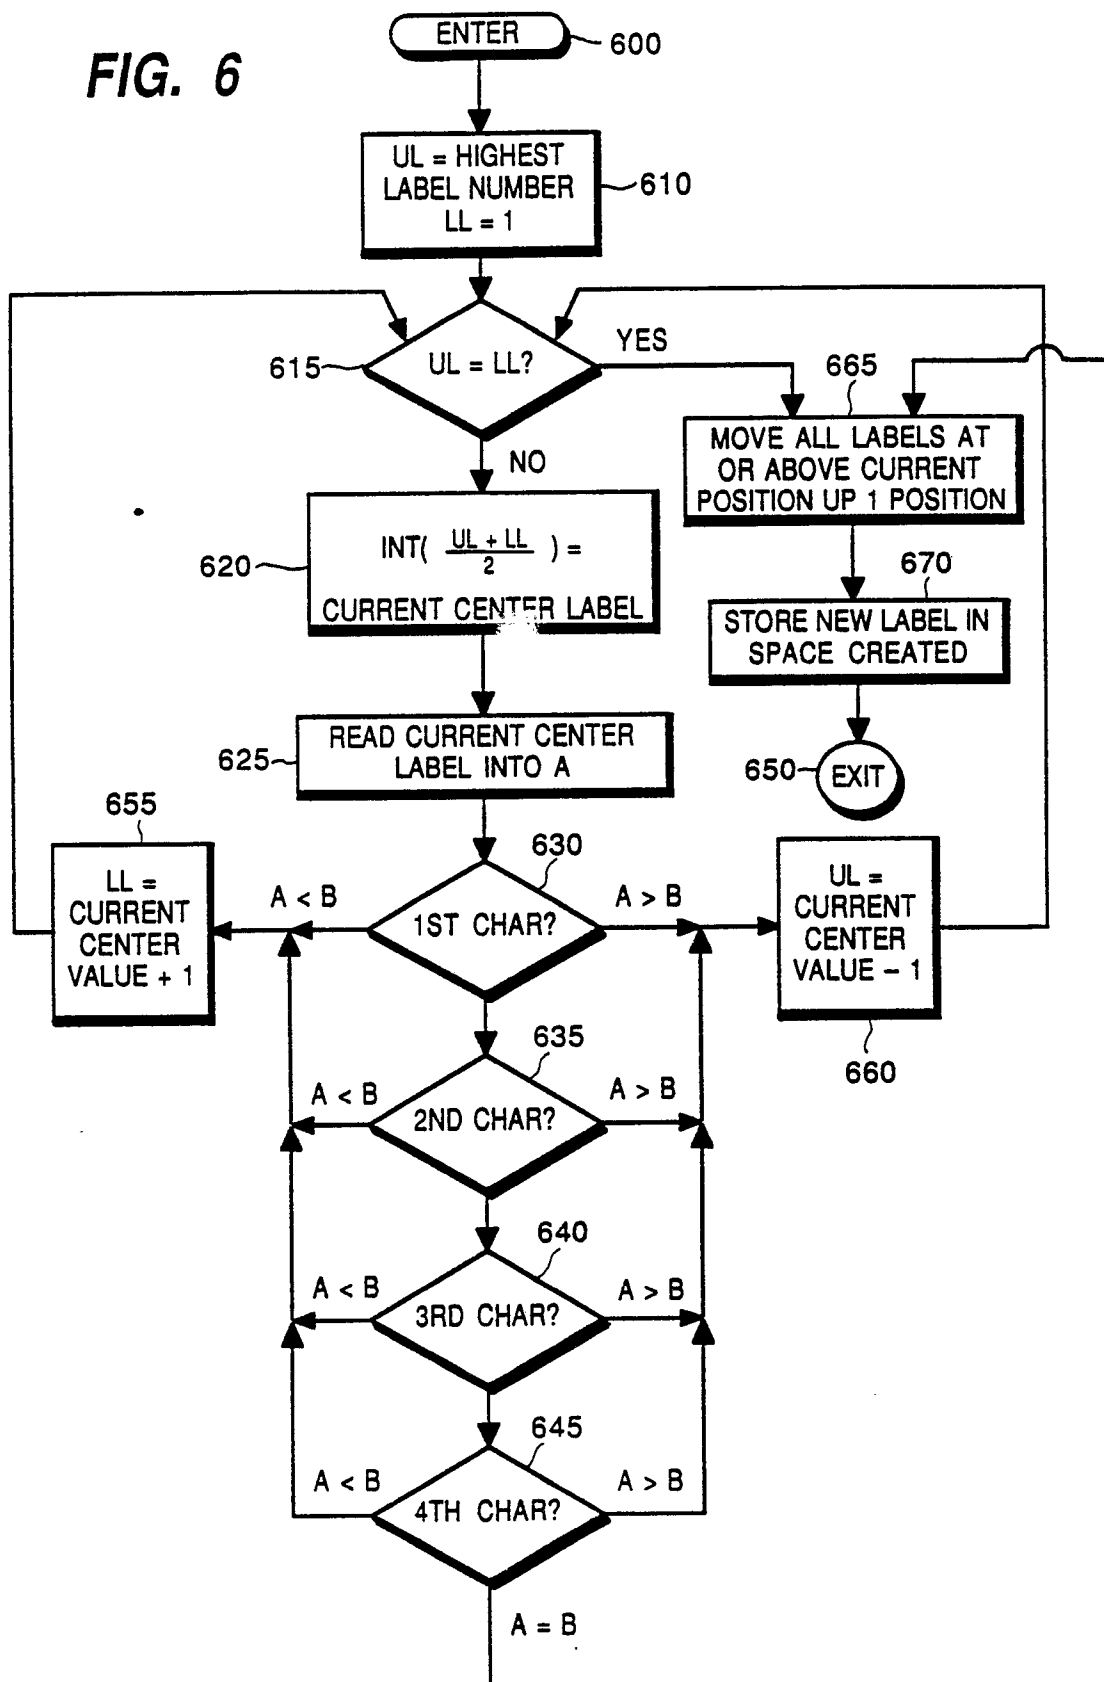 FIG. 6
ENTER
600
UL = HIGHEST
LABEL NUMBER
LL = 1
610
UL = LL?
615
YES
NO
665
MOVE ALL LABELS AT
OR ABOVE CURRENT
POSITION UP 1 POSITION
INT( UL + LL / 2 ) =
CURRENT CENTER LABEL
620
670
STORE NEW LABEL IN
SPACE CREATED
READ CURRENT CENTER
LABEL INTO A
625
650
EXIT
655
LL =
CURRENT
CENTER
VALUE + 1
A < B
630
1ST CHAR?
A > B
UL =
CURRENT
CENTER
VALUE – 1
660
A < B
635
2ND CHAR?
A > B
A < B
640
3RD CHAR?
A > B
A < B
645
4TH CHAR?
A > B
A = B